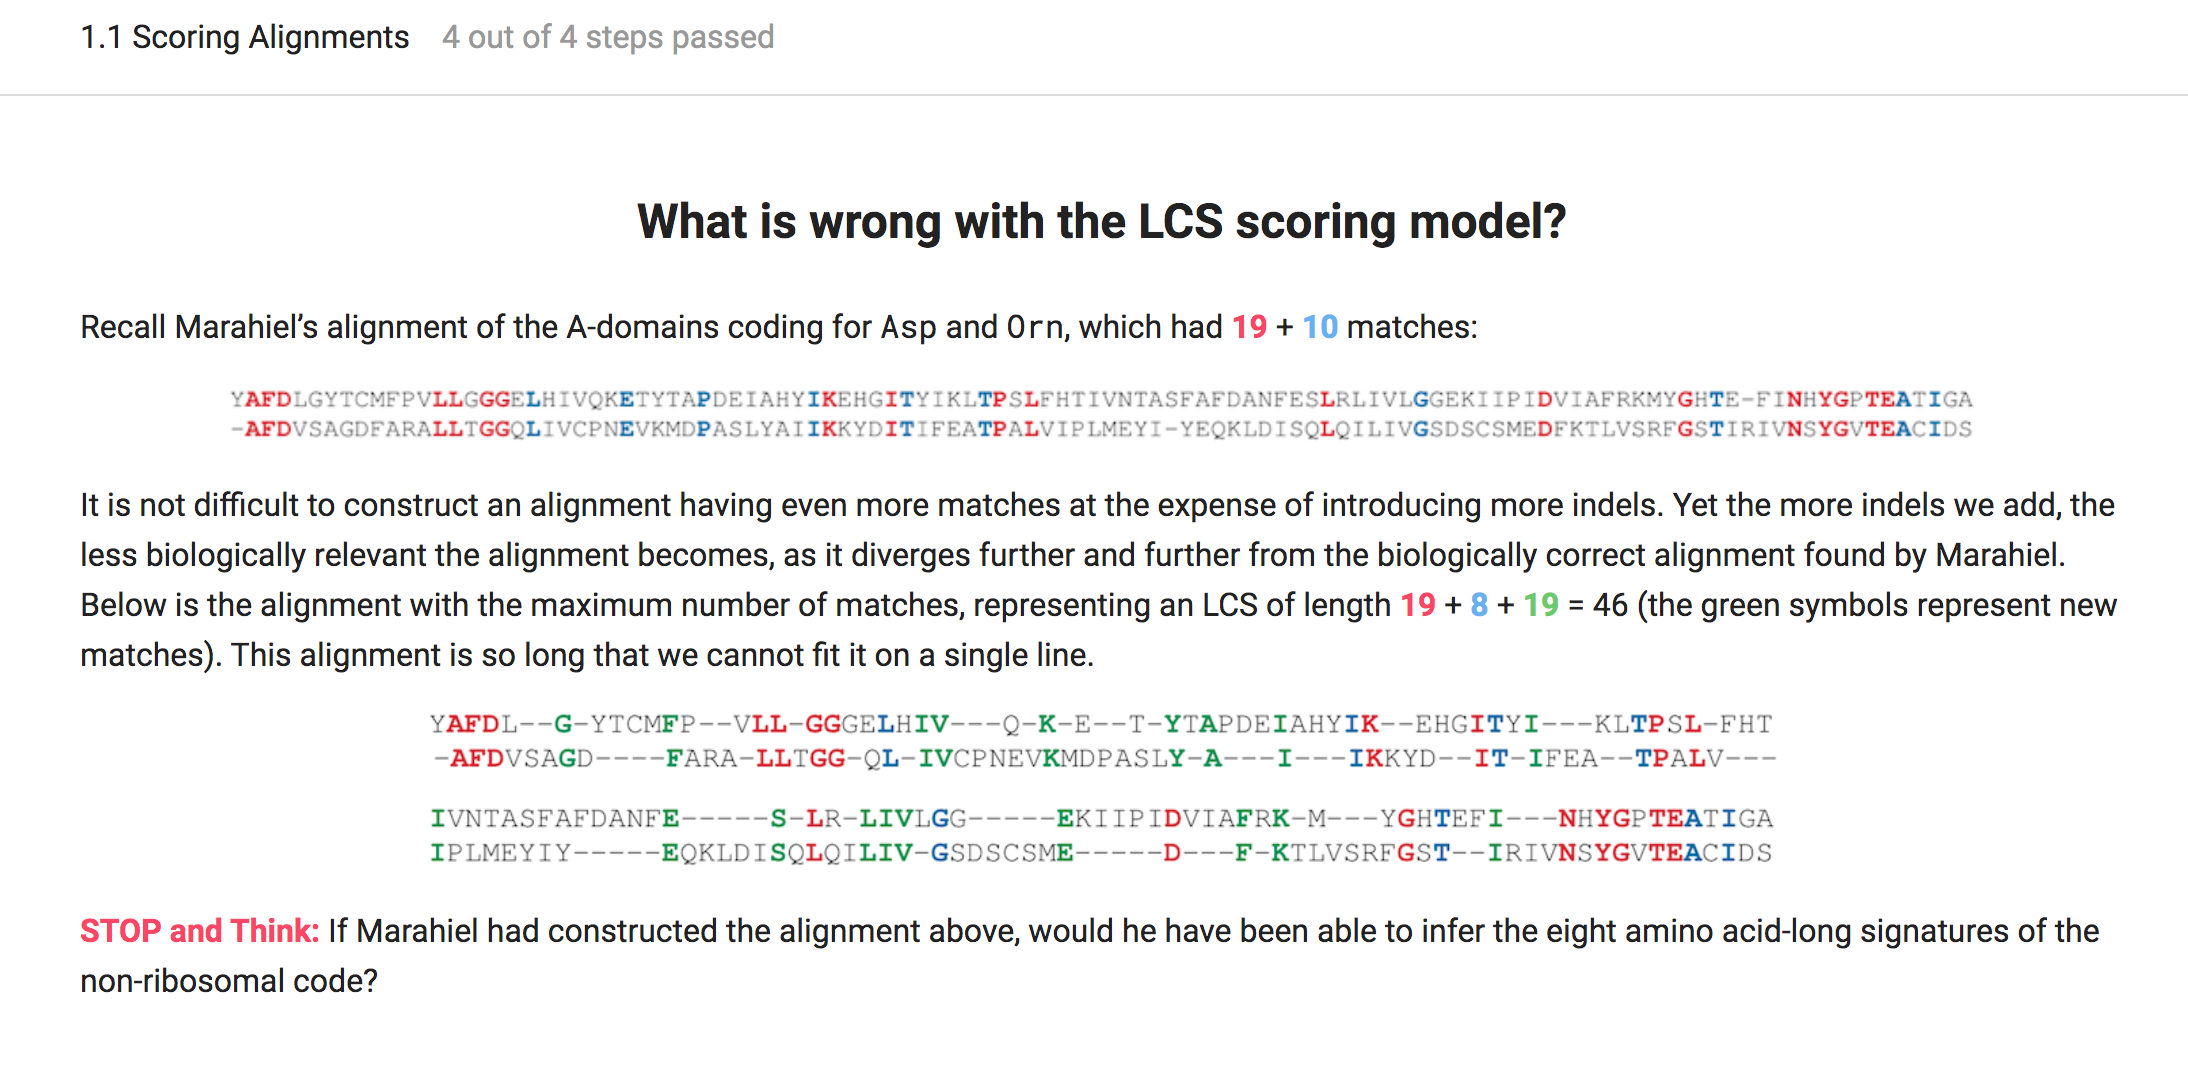 1.1 Scoring Alignments 4 out of 4 steps passed
What is wrong with the LCS scoring model?
Recall Marahiel’s alignment of the A-domains coding for Asp and Orn, which had 19 + 10 matches:
YAFDLGYTCMFPVLLGGGELHIVQKETYTAPDEIAHYIKEHGITYIKLTPSLFHTIVNTASFAFDANFESLRLIVLGGEKIIPIDVIAFRKMYGHTE-FINHYGPTEATIGA
-AFDVSAGDFARALLTGGQLIVCPNEVKMDPASLYAIIKKYDITIFEATPALVIPLMEYI-YEQKLDISQLQILIVGSDSCSMEDFKTLVSRFGSTIRIVNSYGVTEACIDS
It is not difficult to construct an alignment having even more matches at the expense of introducing more indels. Yet the more indels we add, the
less biologically relevant the alignment becomes, as it diverges further and further from the biologically correct alignment found by Marahiel.
Below is the alignment with the maximum number of matches, representing an LCS of length 19 + 8 + 19 = 46 (the green symbols represent new
matches). This alignment is so long that we cannot fit it on a single line.
YAFDL--G-YTCMFP--VLL-GGGELHIV---Q-K-E--T-YTAPDEIAHYIK--EHGITYI---KLTPSL-FHT
-AFDVSAGD----FARA-LLTGG-QL-IVCPNEVKMDPASLY-A---I---IKKYD--IT-IFEA--TPALV---
IVNTASFAFDANFE-----S-LR-LIVLGG-----EKIIPIDVIAFRK-M---YGHTEFI---NHYGPTEATIGA
IPLMEYIY-----EQKLDISQLQILIV-GSDSCSME-----D---F-KTLVSRFGST--IRIVNSYGVTEACIDS
STOP and Think: If Marahiel had constructed the alignment above, would he have been able to infer the eight amino acid-long signatures of the
non-ribosomal code?